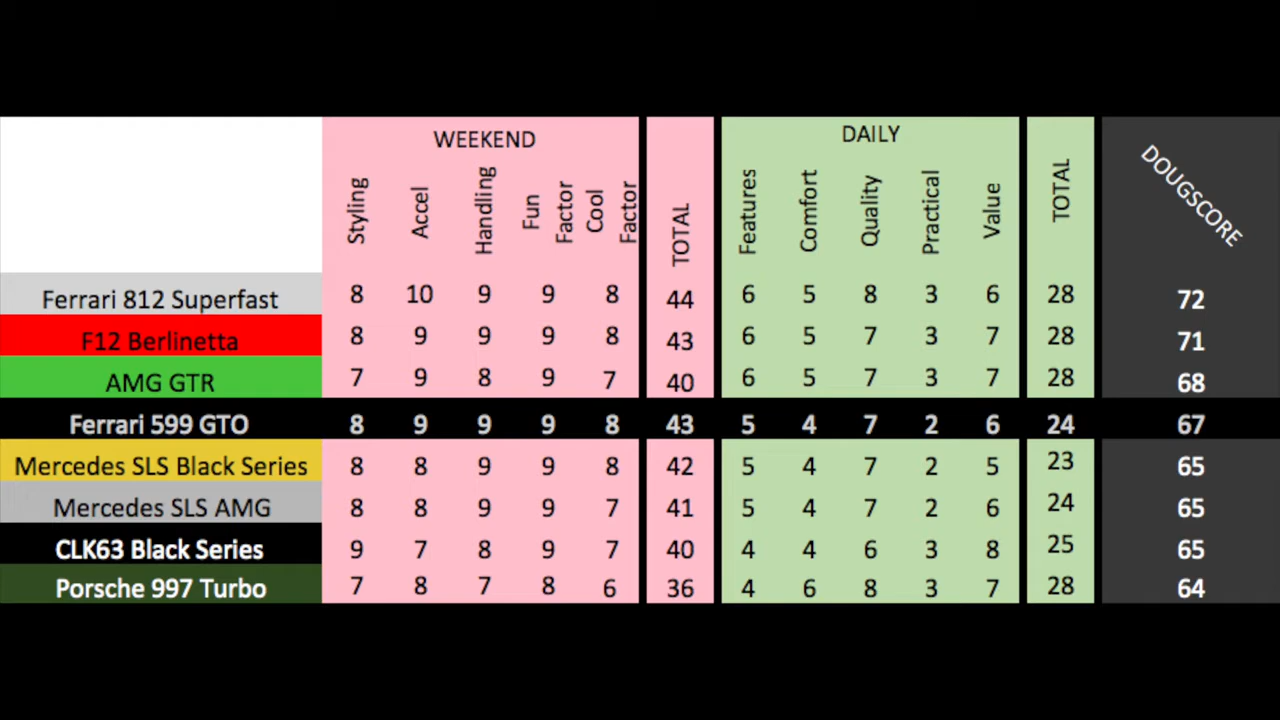 WEEKEND DAILY
Styling Accel Handling Fun Factor Cool Factor TOTAL Features Comfort Quality Practical Value TOTAL DOUGSCORE
Ferrari 812 Superfast 8 10 9 9 8 44 6 5 8 3 6 28 72
F12 Berlinetta 8 9 9 9 8 43 6 5 7 3 7 28 71
AMG GTR 7 9 8 9 7 40 6 5 7 3 7 28 68
Ferrari 599 GTO 8 9 9 9 8 43 5 4 7 2 6 24 67
Mercedes SLS Black Series 8 8 9 9 8 42 5 4 7 2 5 23 65
Mercedes SLS AMG 8 8 9 9 7 41 5 4 7 2 6 24 65
CLK63 Black Series 9 7 8 9 7 40 4 4 6 3 8 25 65
Porsche 997 Turbo 7 8 7 8 6 36 4 6 8 3 7 28 64